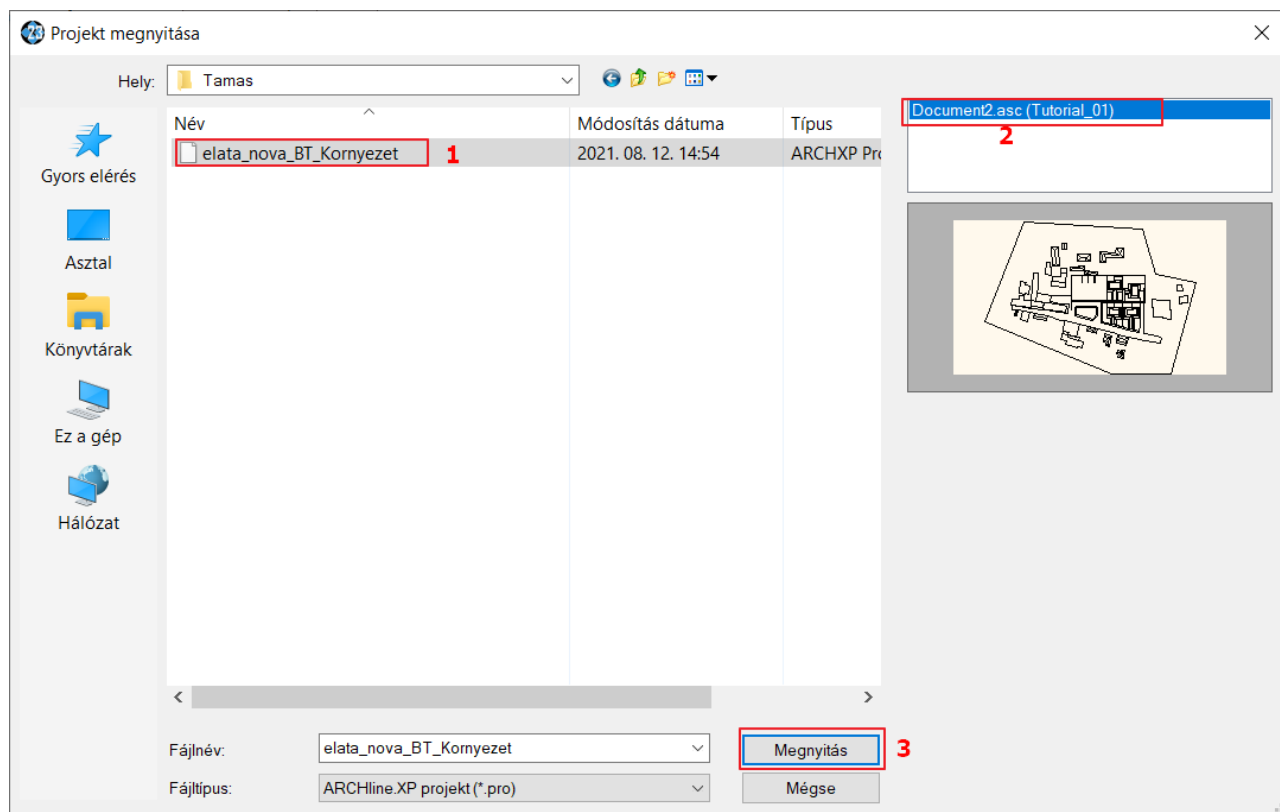 Projekt megnyitása
Hely: Tamas
Név Módosítás dátuma Típus
elata_nova_BT_Kornyezet 1 2021. 08. 12. 14:54 ARCHXP Pro
Document2.asc (Tutorial_01)
2
Gyors elérés
Asztal
Könyvtárak
Ez a gép
Hálózat
Fájlnév: elata_nova_BT_Kornyezet Megnyitás 3
Fájltípus: ARCHline.XP projekt (*.pro) Mégse